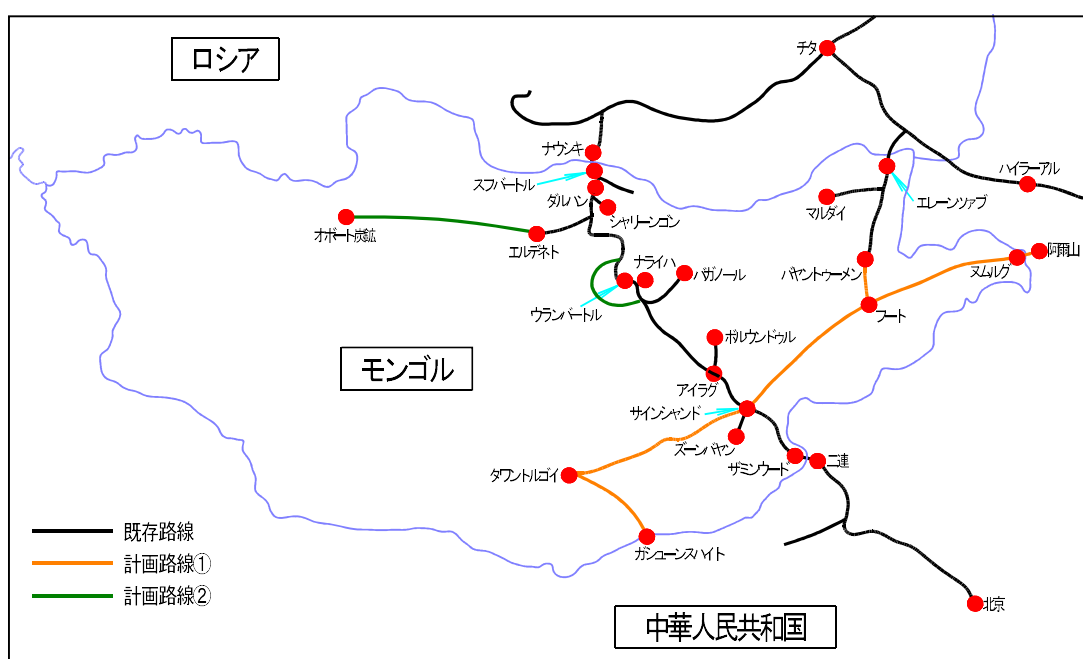 ロシア
チタ
ナウシキ
スフバートル
ダルハン
シャリーンゴン
オボート炭鉱
エルデネト
ハイラーアル
マルダイ
エレーンツァブ
ナライハ
バガノール
バヤントゥーメン
ヌムルグ
阿爾山
ウランバートル
フート
ボルウンドゥル
モンゴル
アイラグ
サインシャンド
ズーンバヤン
ザミンウード
二連
タワントルゴイ
ガシューンスハイト
既存路線
計画路線①
計画路線②
北京
中華人民共和国